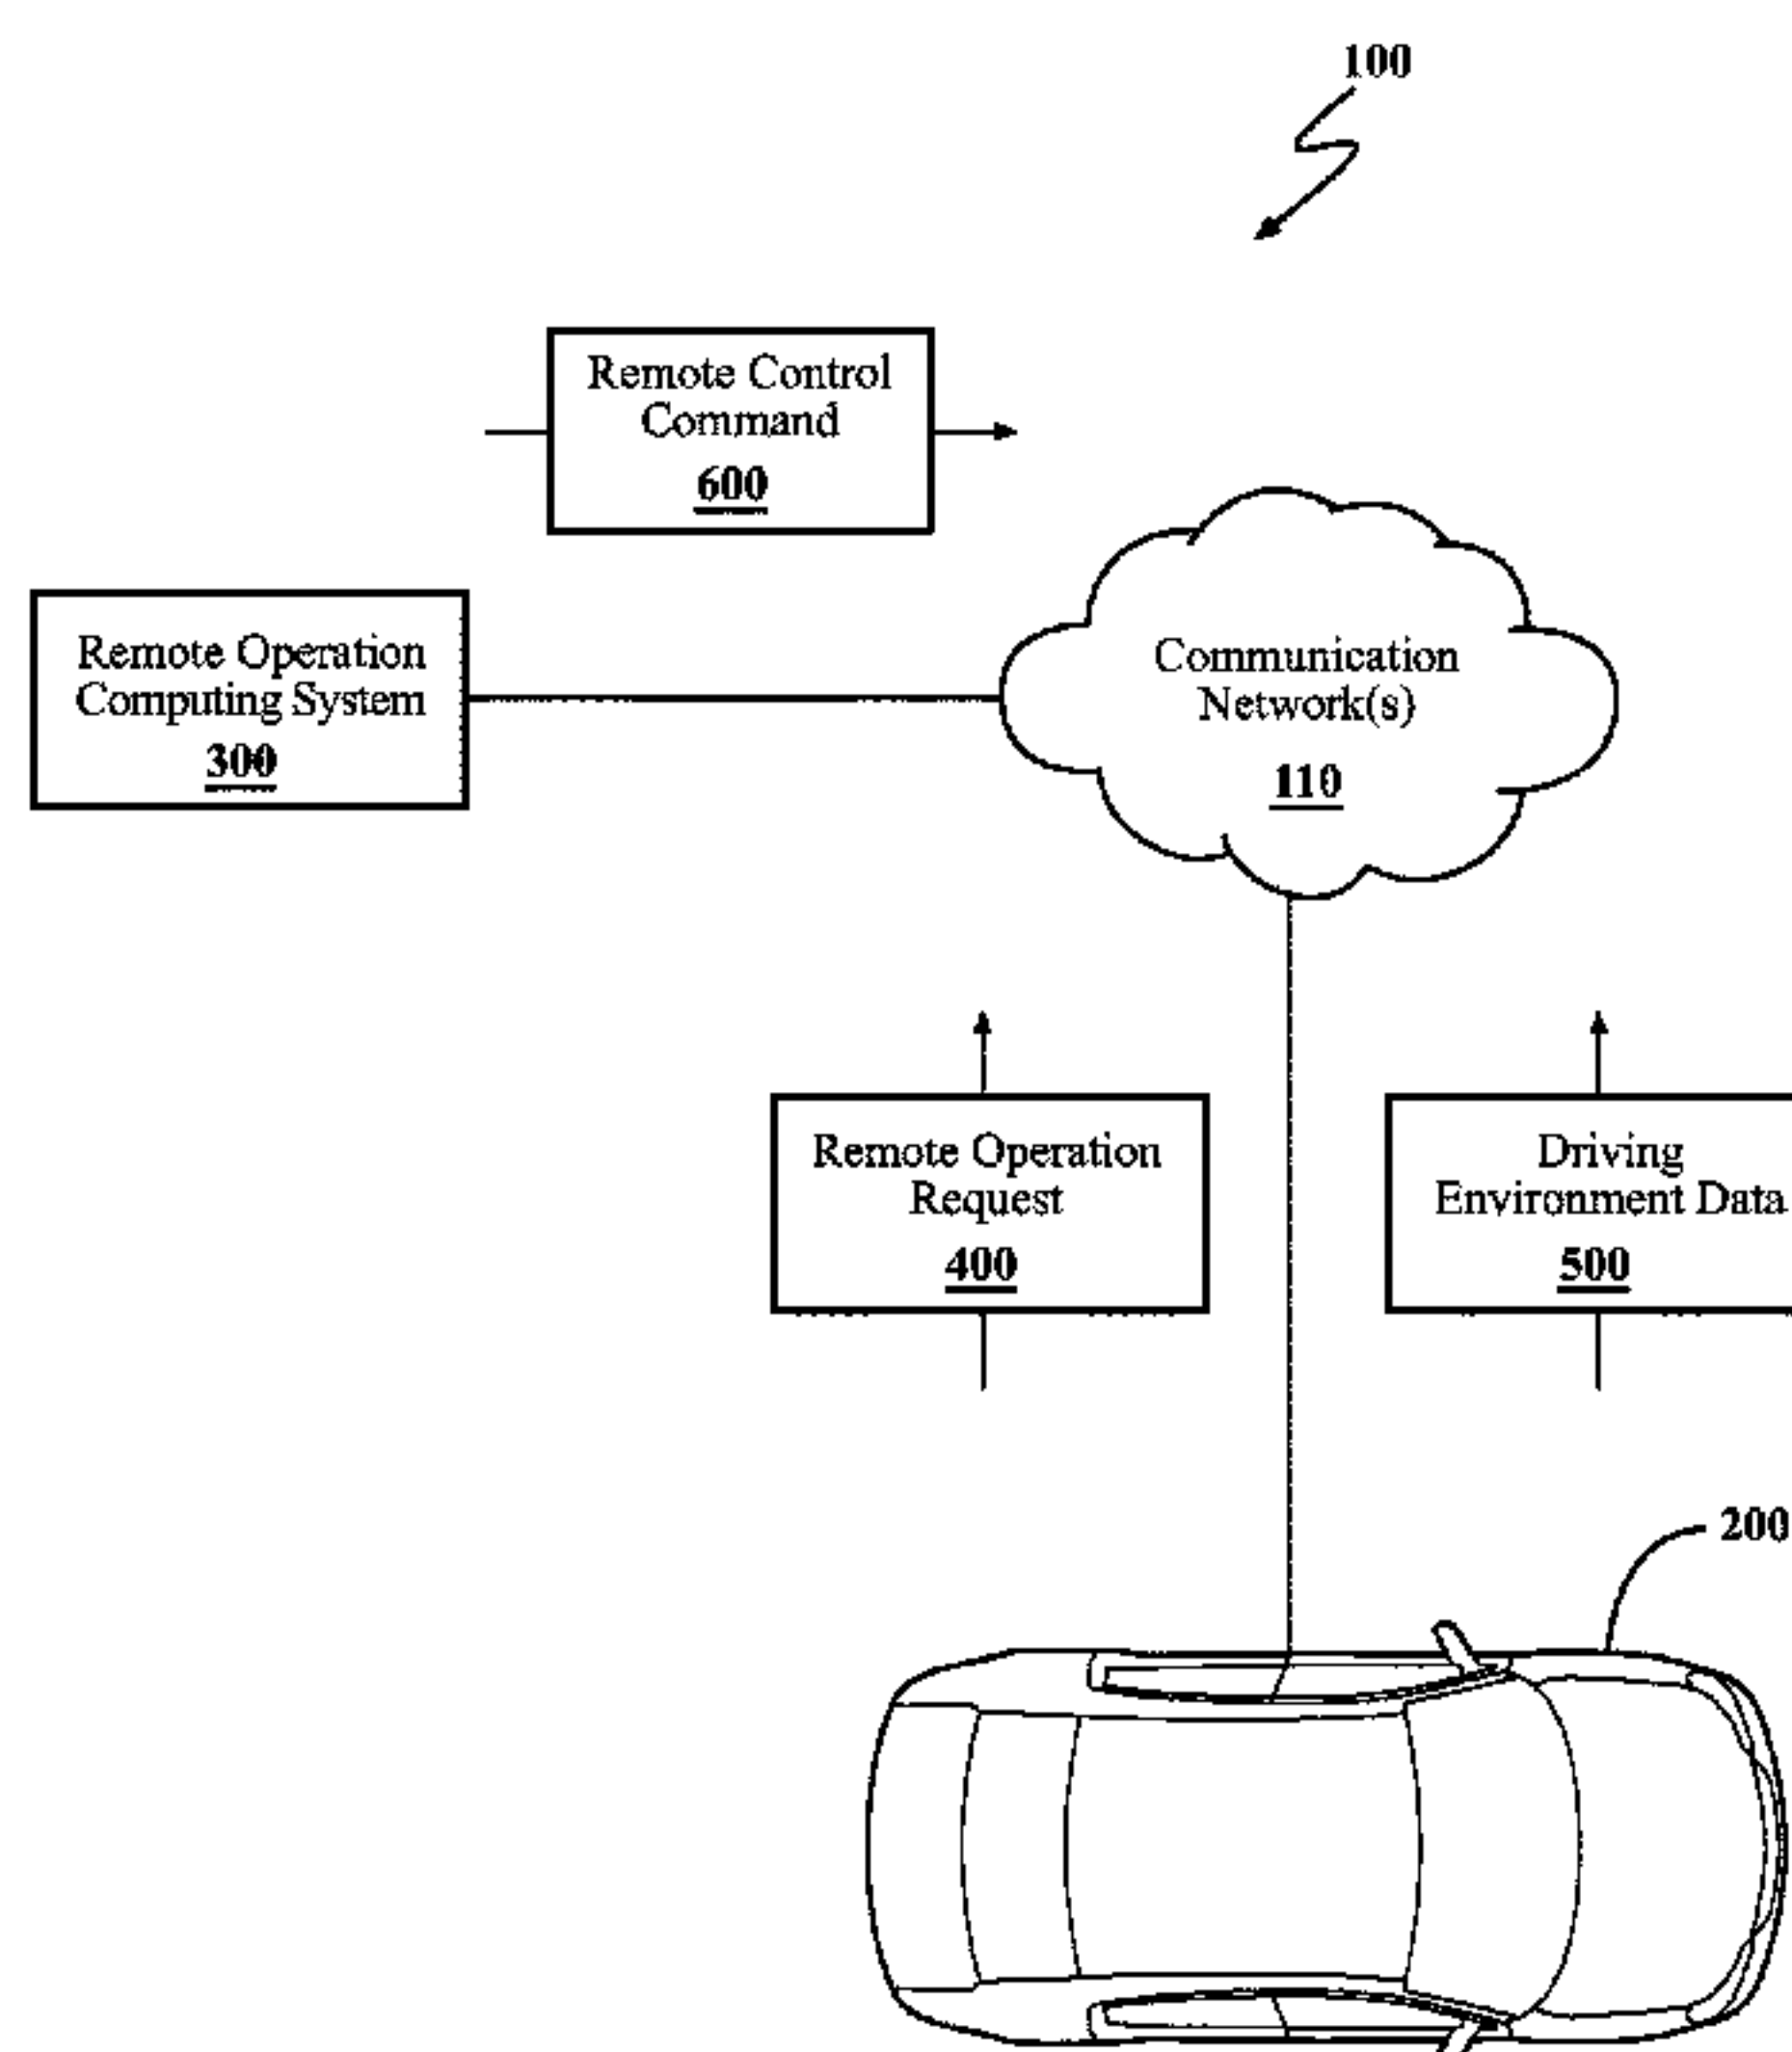 100
Remote Control
Command
600
Remote Operation
Computing System
300
Communication
Network(s)
110
Remote Operation
Request
400
Driving
Environment Data
500
200